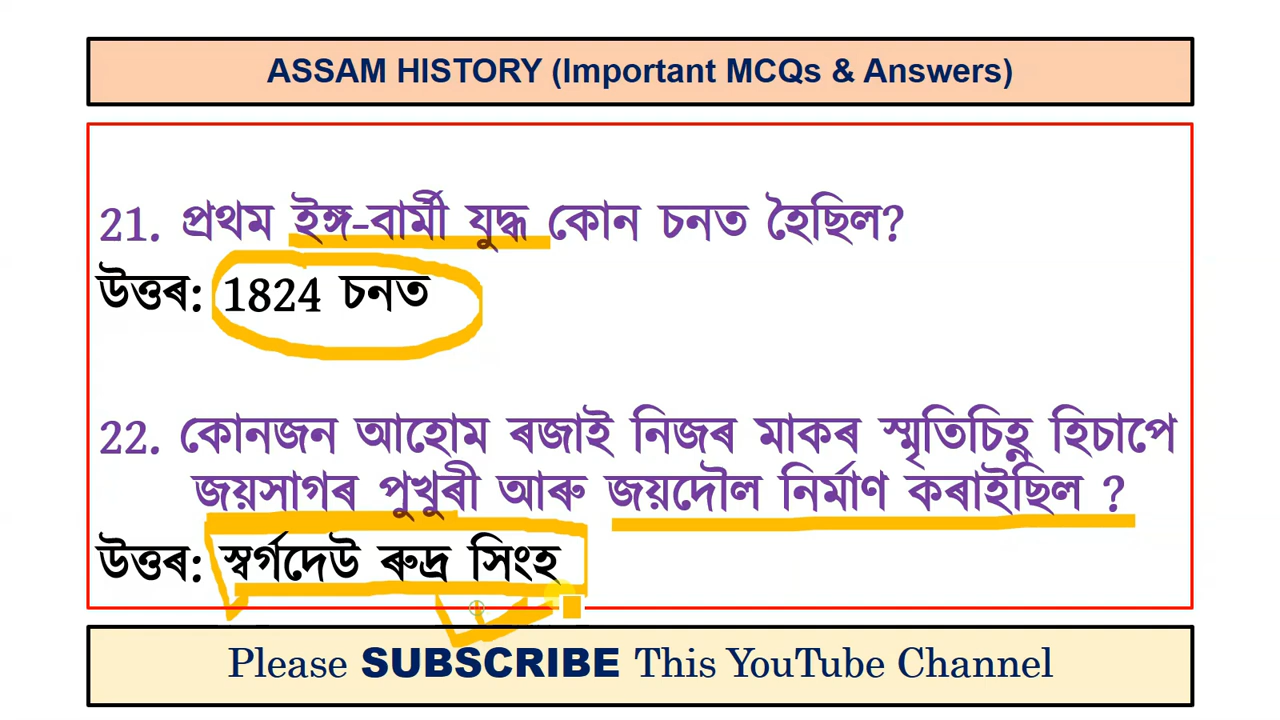 ASSAM HISTORY (Important MCQs & Answers)
21. প্ৰথম ইঙ্গ-বাৰ্মী যুদ্ধ কোন চনত হৈছিল?
উত্তৰ: 1824 চনত
22. কোনজন আহোম ৰজাই নিজৰ মাকৰ স্মৃতিচিহ্ন হিচাপে
জয়সাগৰ পুখুৰী আৰু জয়দৌল নিৰ্মাণ কৰাইছিল ?
উত্তৰ: স্বৰ্গদেউ ৰুদ্ৰ সিংহ
Please SUBSCRIBE This YouTube Channel